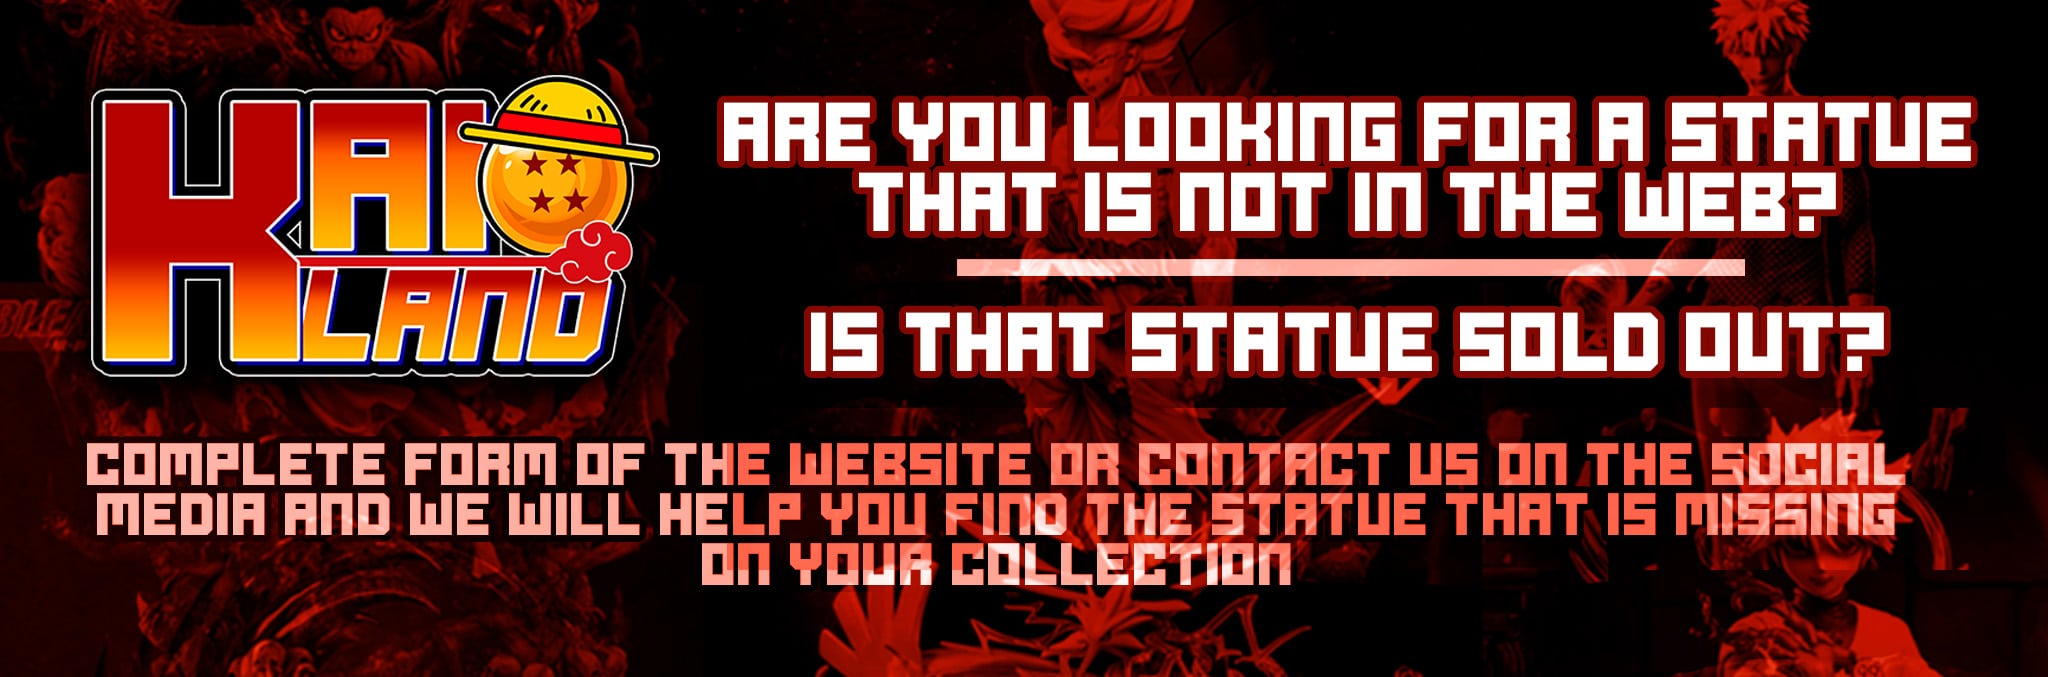 KAIO
LAND
ARE YOU LOOKING FOR A STATUE
THAT IS NOT IN THE WEB?
IS THAT STATUE SOLD OUT?
COMPLETE FORM OF THE WEBSITE OR CONTACT US ON THE SOCIAL
MEDIA AND WE WILL HELP YOU FIND THE STATUE THAT IS MISSING
ON YOUR COLLECTION